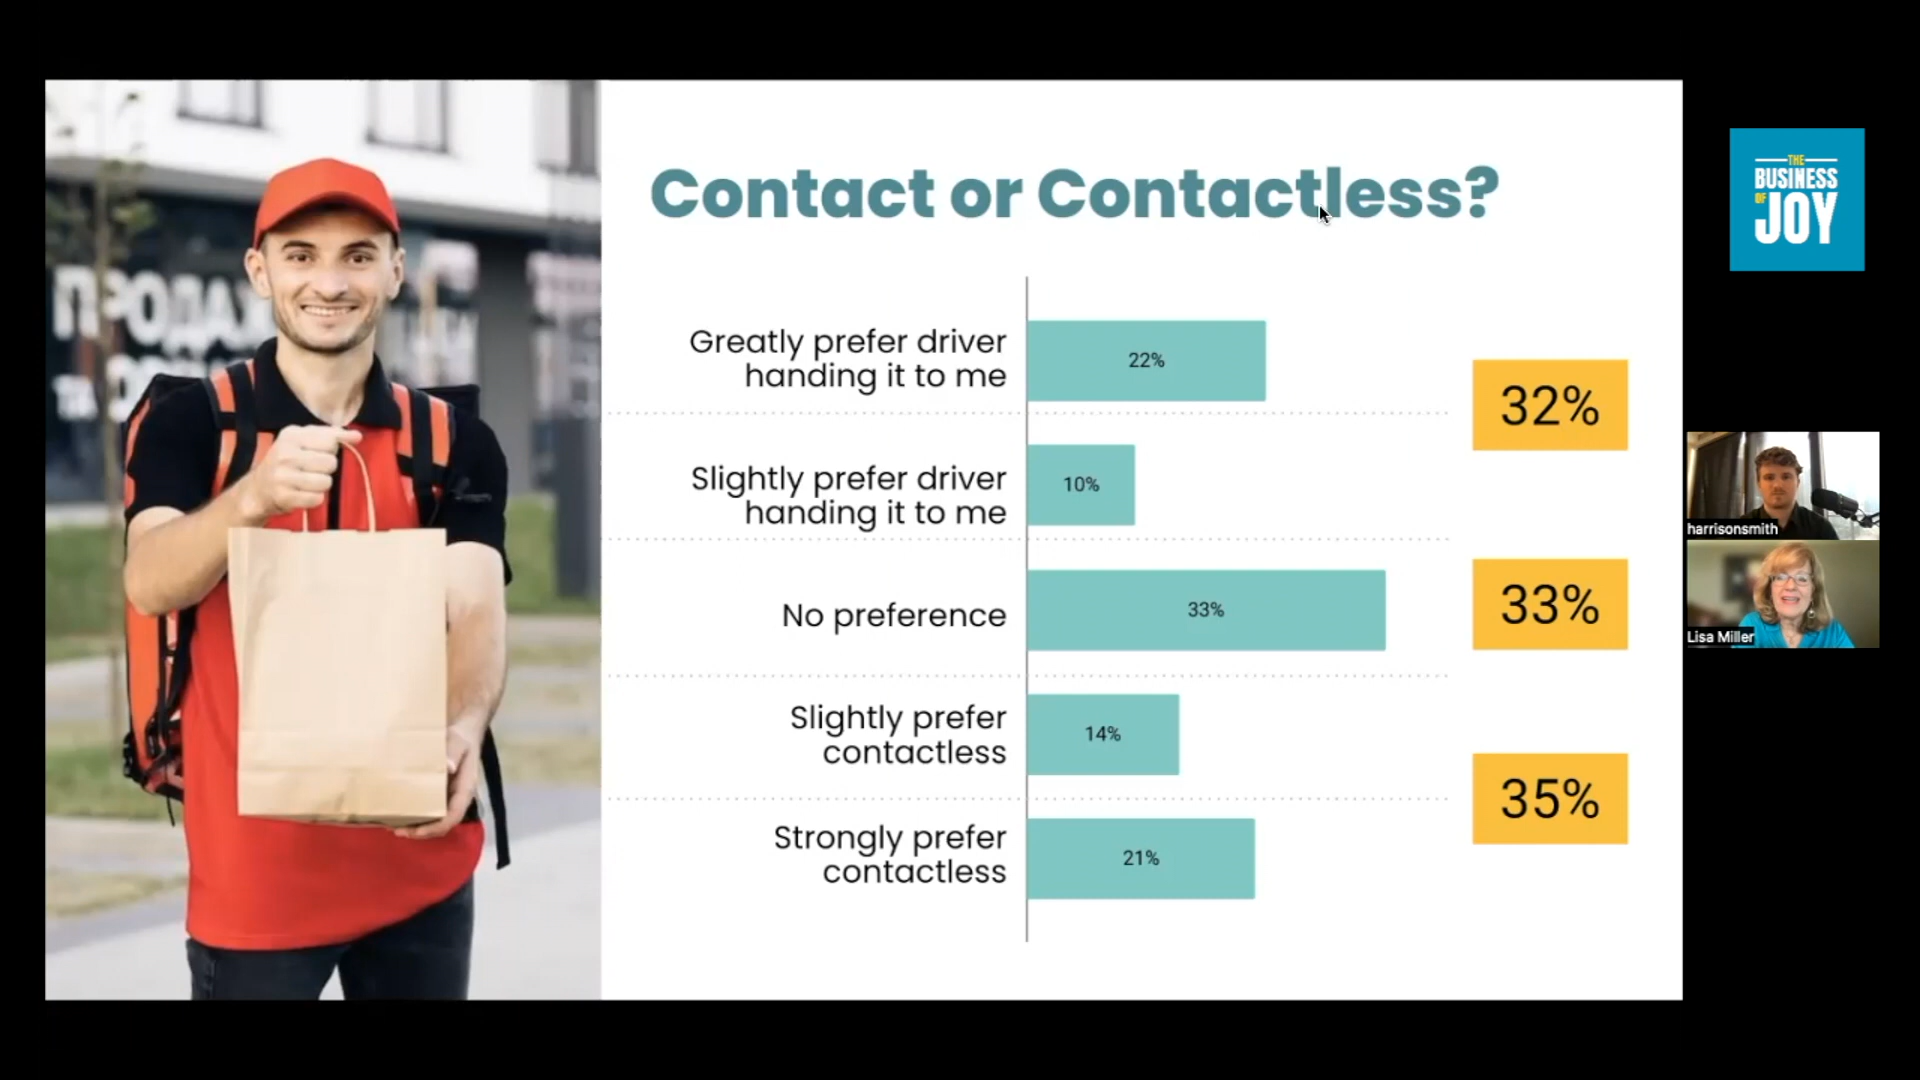 Contact or Contactless?
Greatly prefer driver
handing it to me
22%
Slightly prefer driver
handing it to me
10%
32%
No preference
33%
33%
Slightly prefer
contactless
14%
Strongly prefer
contactless
21%
35%
THE
BUSINESS
OF
JOY
harrisonsmith
Lisa Miller